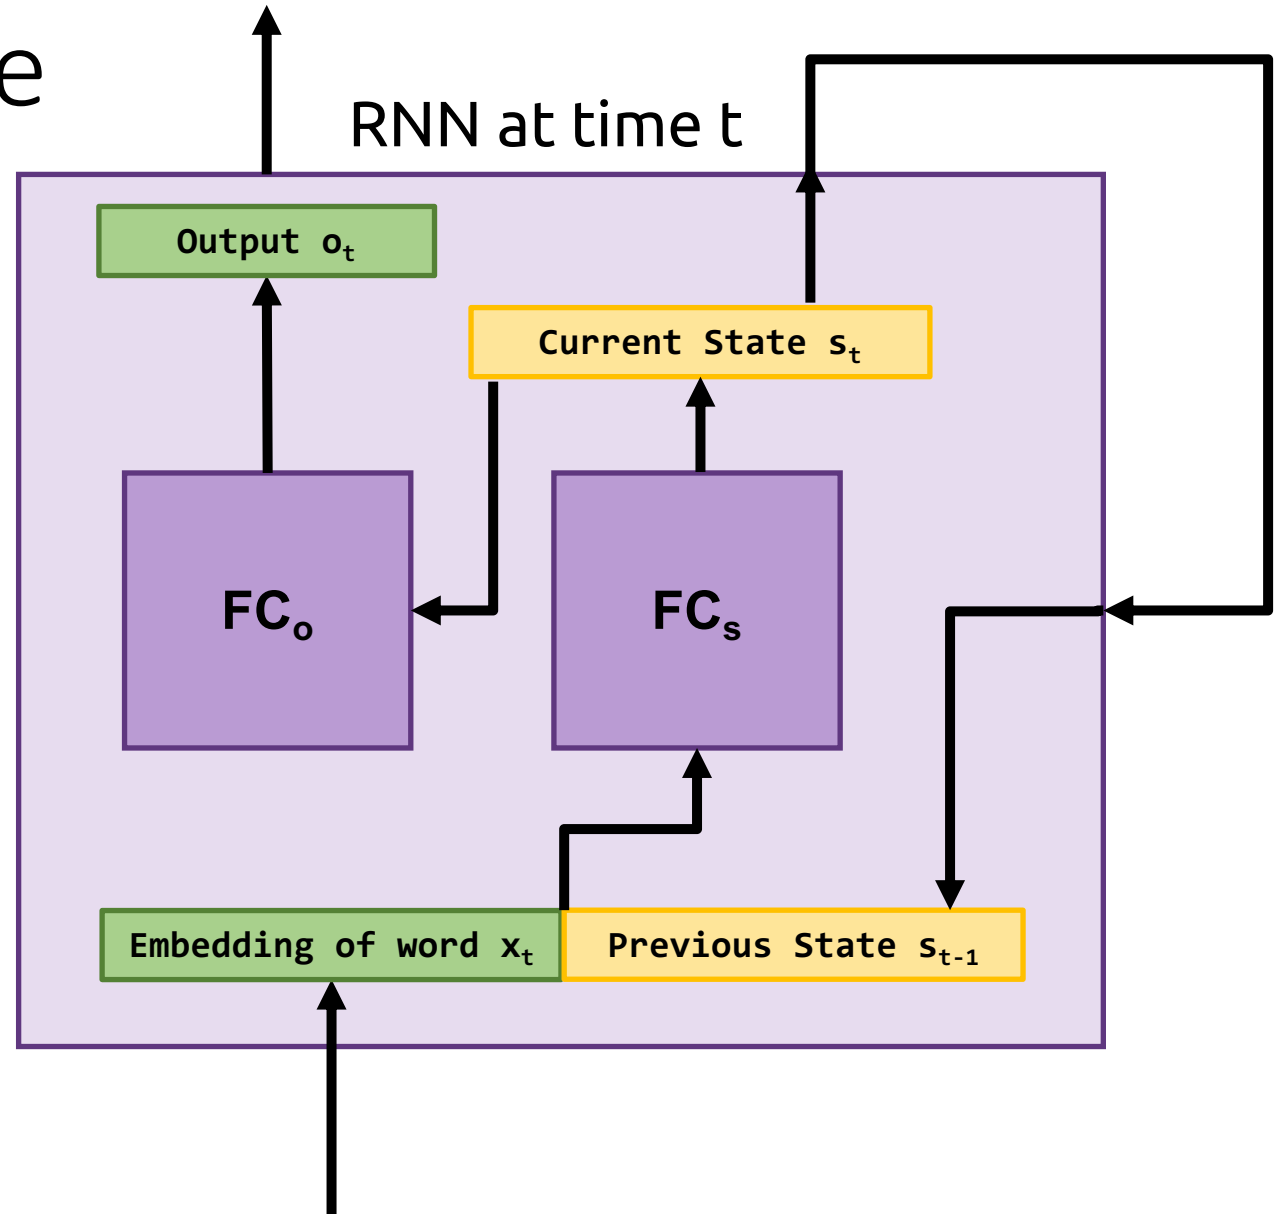 e
RNN at time t
Output oₜ
Current State sₜ
FCₒ
FCₛ
Embedding of word xₜ
Previous State sₜ₋₁